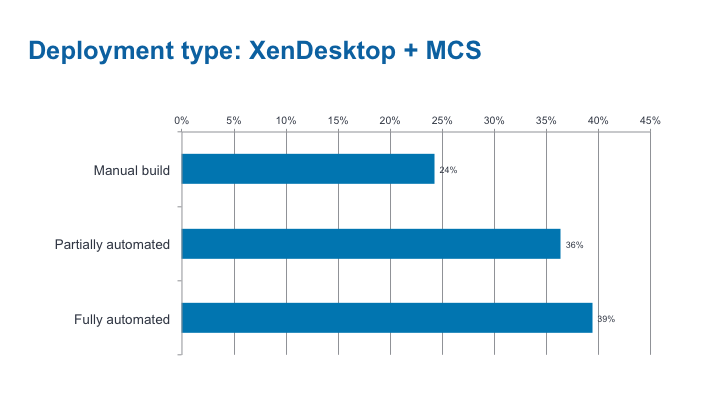 Deployment type: XenDesktop + MCS
0% 5% 10% 15% 20% 25% 30% 35% 40% 45%
Manual build 24%
Partially automated 36%
Fully automated 39%